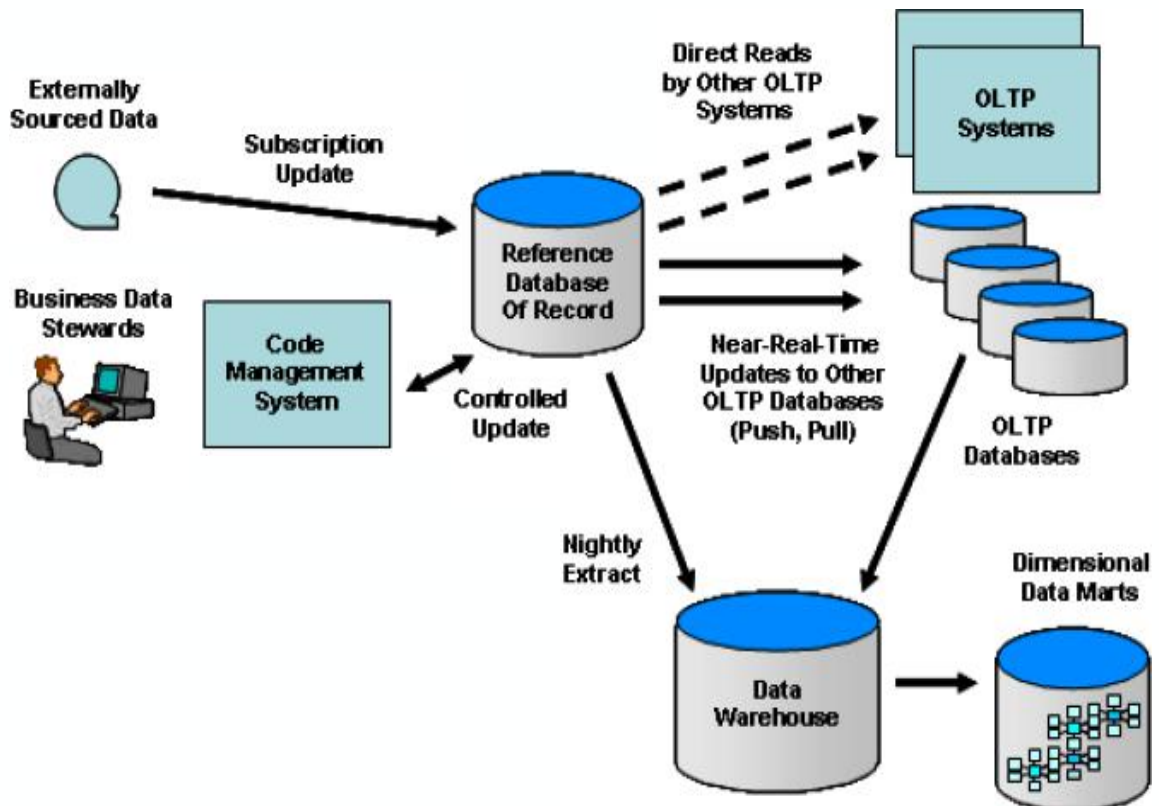 Externally
Sourced Data
Subscription
Update
Direct Reads
by Other OLTP
Systems
OLTP
Systems
Reference
Database
Of Record
Business Data
Stewards
Code
Management
System
Controlled
Update
Near-Real-Time
Updates to Other
OLTP Databases
(Push, Pull)
OLTP
Databases
Nightly
Extract
Dimensional
Data Marts
Data
Warehouse